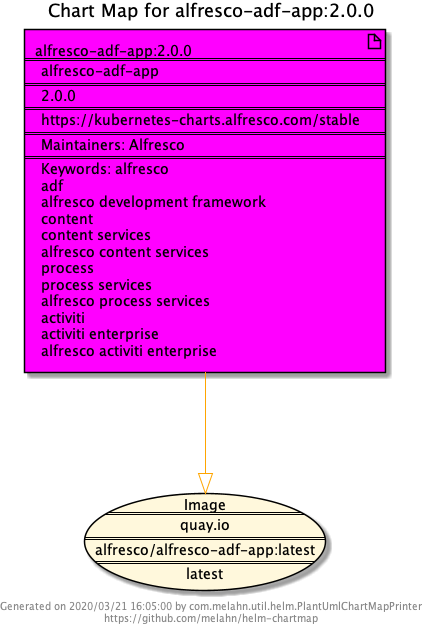 Chart Map for alfresco-adf-app:2.0.0
alfresco-adf-app:2.0.0
alfresco-adf-app
2.0.0
https://kubernetes-charts.alfresco.com/stable
Maintainers: Alfresco
Keywords: alfresco
adf
alfresco development framework
content
content services
alfresco content services
process
process services
alfresco process services
activiti
activiti enterprise
alfresco activiti enterprise
Image
quay.io
alfresco/alfresco-adf-app:latest
latest
Generated on 2020/03/21 16:05:00 by com.melahn.util.helm.PlantUmlChartMapPrinter
https://github.com/melahn/helm-chartmap